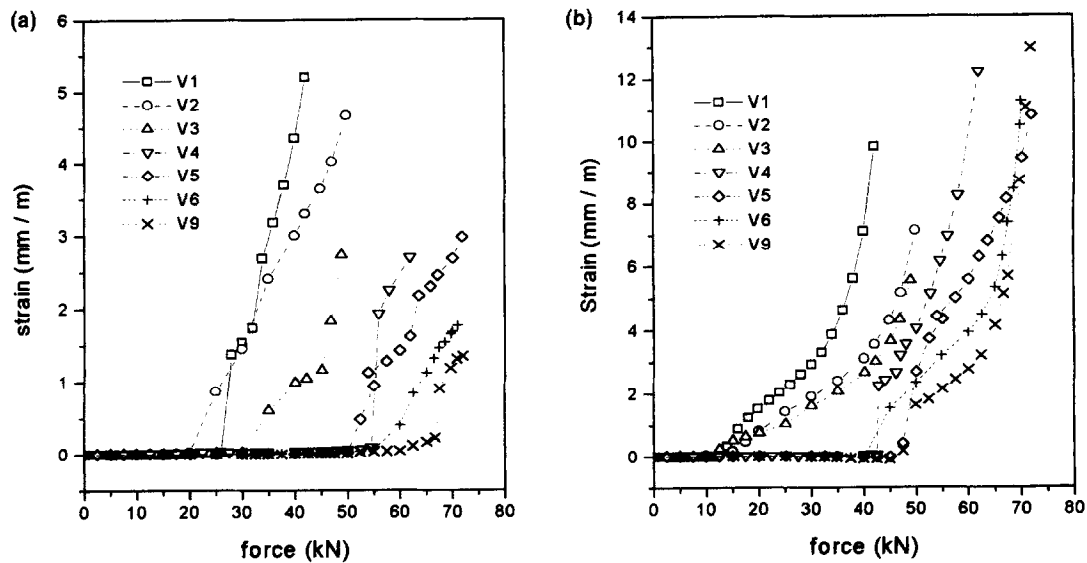 (a)
6
5
4
3
2
1
0
strain (mm / m)
V1
V2
V3
V4
V5
V6
V9
0 10 20 30 40 50 60 70 80
force (kN)
(b)
14
12
10
8
6
4
2
0
Strain (mm / m)
V1
V2
V3
V4
V5
V6
V9
0 10 20 30 40 50 60 70 80
force (kN)